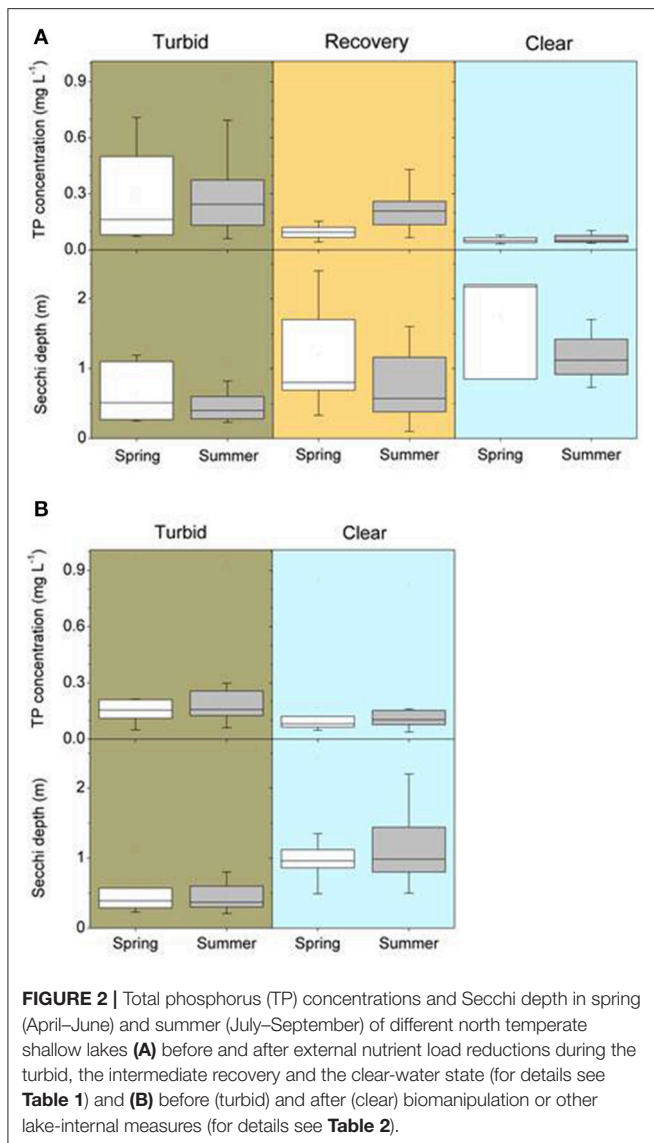 A
Turbid Recovery Clear
TP concentration (mg L⁻¹)
0.9
0.6
0.3
0.0
Secchi depth (m)
2
1
0
Spring Summer Spring Summer Spring Summer
B
Turbid Clear
TP concentration (mg L⁻¹)
0.9
0.6
0.3
0.0
Secchi depth (m)
2
1
0
Spring Summer Spring Summer
FIGURE 2 | Total phosphorus (TP) concentrations and Secchi depth in spring
(April–June) and summer (July–September) of different north temperate
shallow lakes (A) before and after external nutrient load reductions during the
turbid, the intermediate recovery and the clear-water state (for details see
Table 1) and (B) before (turbid) and after (clear) biomanipulation or other
lake-internal measures (for details see Table 2).